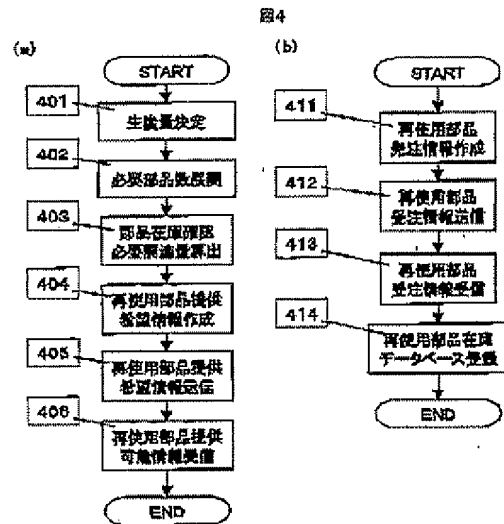 図4
(a)
START
401
生産量決定
402
必要部品数展開
403
部品在庫確認
必要調達量算出
404
再使用部品提供
希望情報作成
405
再使用部品提供
希望情報送信
406
再使用部品提供
可能情報受信
END
(b)
START
411
再使用部品
発注情報作成
412
再使用部品
受注情報送信
413
再使用部品
受注情報受信
414
再使用部品在庫
データベース登録
END